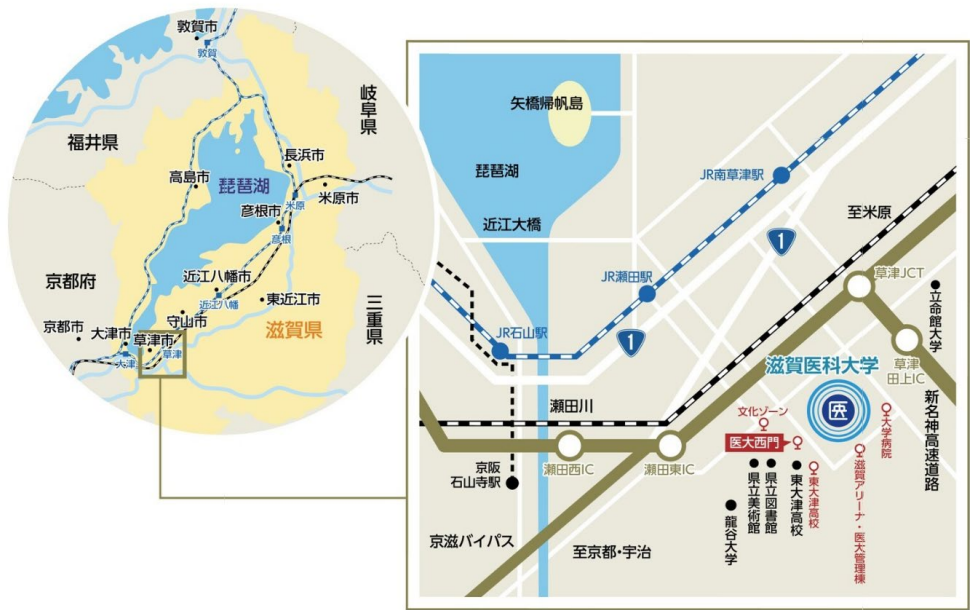 敦賀市
敦賀
福井県
岐阜県
長浜市
高島市
琵琶湖
米原
米原市
彦根市
彦根
京都府
近江八幡市
近江八幡
東近江市
三重県
守山市
滋賀県
京都市
大津市
草津市
大津
草津
矢橋帰帆島
琵琶湖
JR南草津駅
近江大橋
1
至米原
JR瀬田駅
草津JCT
立命館大学
JR石山駅
1
草津
田上IC
滋賀医科大学
医大
瀬田川
文化ゾーン
医大西門
大学病院
新名神高速道路
瀬田西IC
瀬田東IC
京阪
石山寺駅
県立美術館
県立図書館
東大津高校
東大津高校
滋賀アリーナ・医大管理棟
龍谷大学
京滋バイパス
至京都・宇治